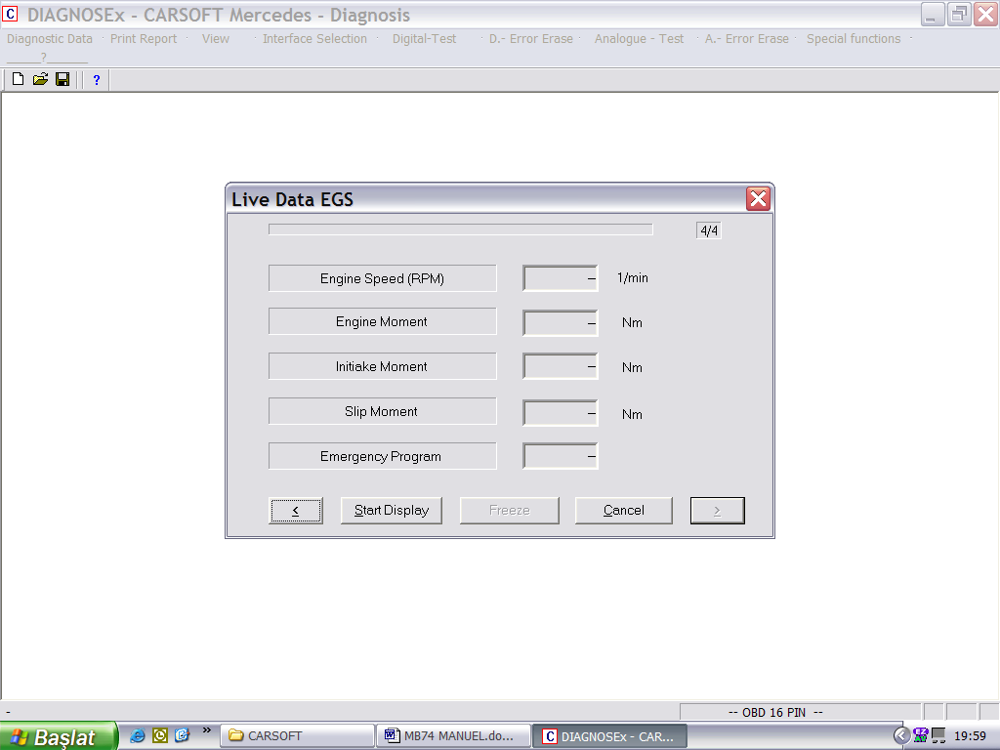 C DIAGNOSEx - CARSOFT Mercedes - Diagnosis
Diagnostic Data Print Report View Interface Selection Digital-Test D.- Error Erase Analogue - Test A.- Error Erase Special functions
_____?______
?
Live Data EGS
4/4
Engine Speed (RPM) – 1/min
Engine Moment – Nm
Initiake Moment – Nm
Slip Moment – Nm
Emergency Program –
< Start Display Freeze Cancel >
- -- OBD 16 PIN --
Başlat » CARSOFT MB74 MANUEL.do... C DIAGNOSEx - CAR... 19:59